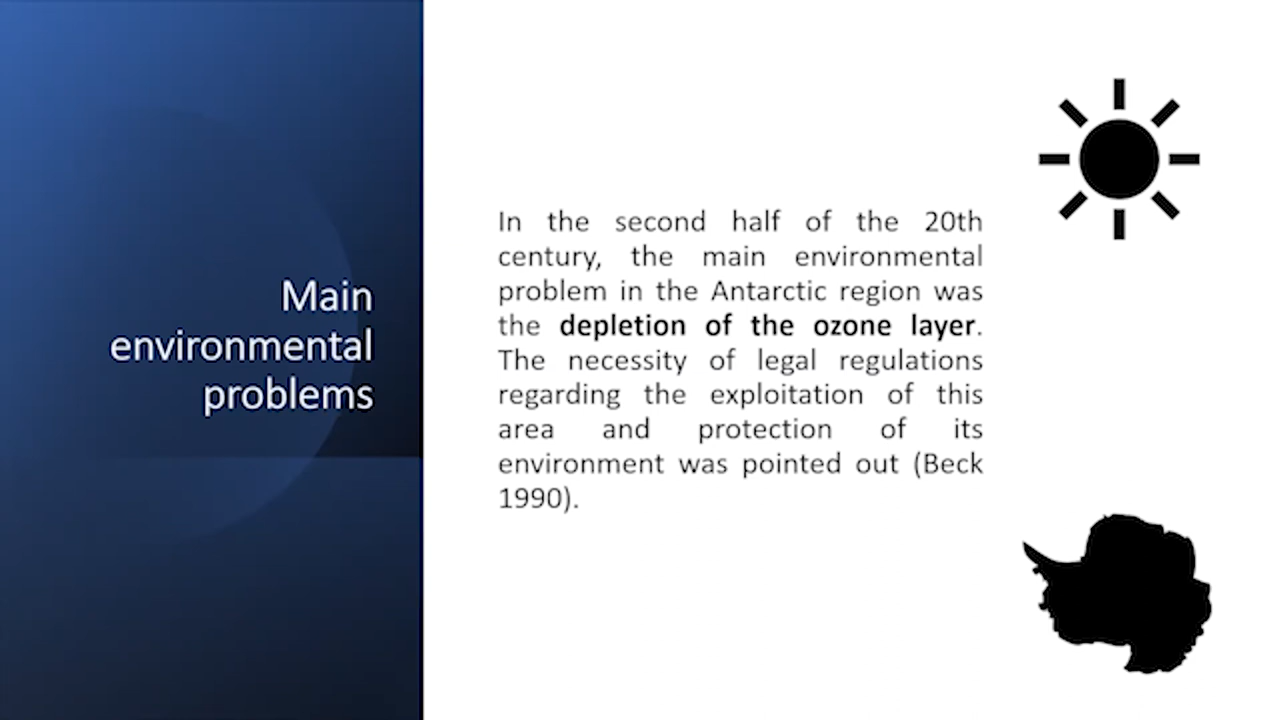 Main
environmental
problems
In the second half of the 20th
century, the main environmental
problem in the Antarctic region was
the depletion of the ozone layer.
The necessity of legal regulations
regarding the exploitation of this
area and protection of its
environment was pointed out (Beck
1990).